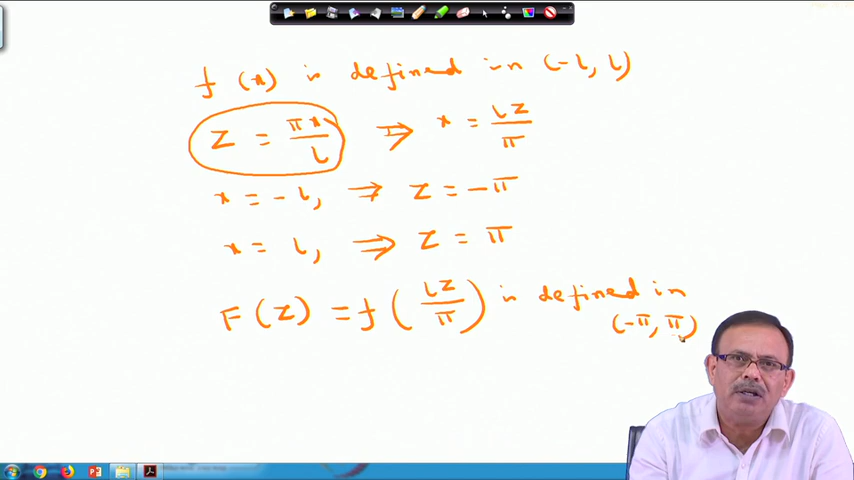 f(x) is defined in (-l, l)
z = πx/l ⇒ x = lz/π
x = -l, ⇒ z = -π
x = l, ⇒ z = π
F(z) = f(lz/π) is defined in
(-π, π)